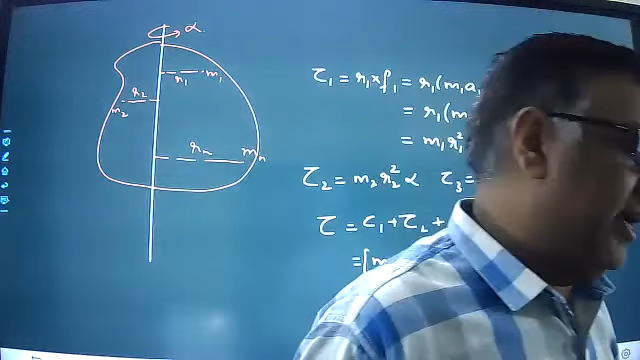 α
r₁ m₁
r₂
m₂
rₙ mₙ
τ₁ = r₁ × f₁ = r₁(m₁a₁
= r₁(m
= m₁r₁²
τ₂ = m₂r₂²α τ₃ =
τ = τ₁ + τ₂ +
= [m